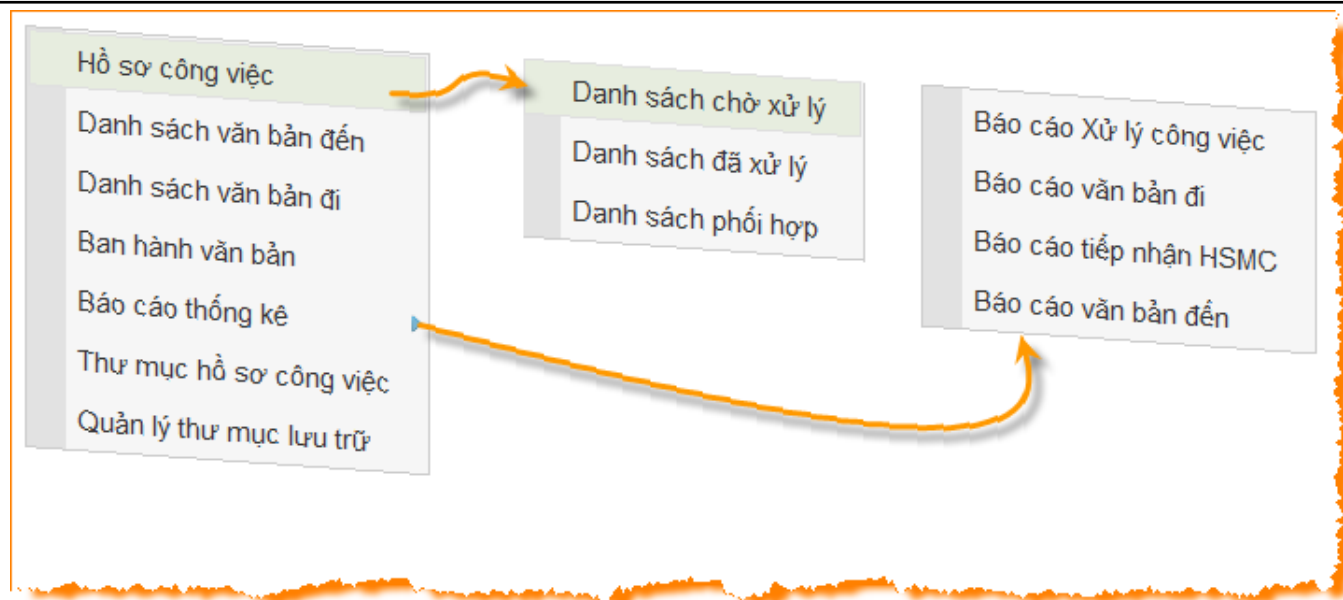 Hồ sơ công việc
Danh sách văn bản đến
Danh sách văn bản đi
Ban hành văn bản
Báo cáo thống kê
Thư mục hồ sơ công việc
Quản lý thư mục lưu trữ
Danh sách chờ xử lý
Danh sách đã xử lý
Danh sách phối hợp
Báo cáo Xử lý công việc
Báo cáo văn bản đi
Báo cáo tiếp nhận HSMC
Báo cáo văn bản đến